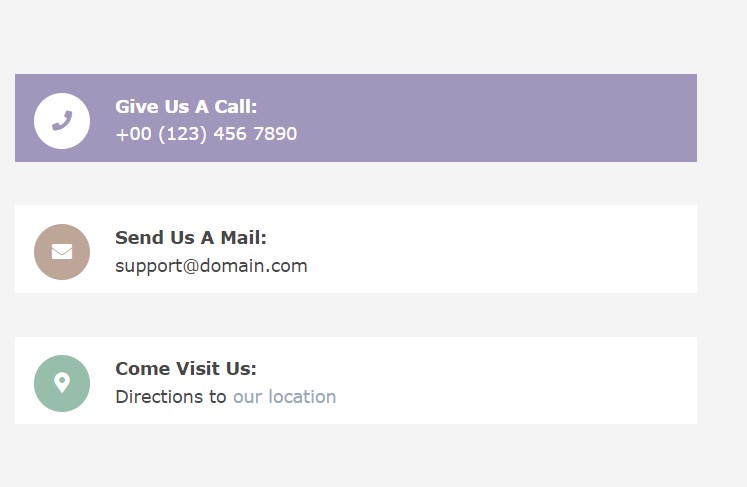 Give Us A Call:
+00 (123) 456 7890
Send Us A Mail:
support@domain.com
Come Visit Us:
Directions to our location